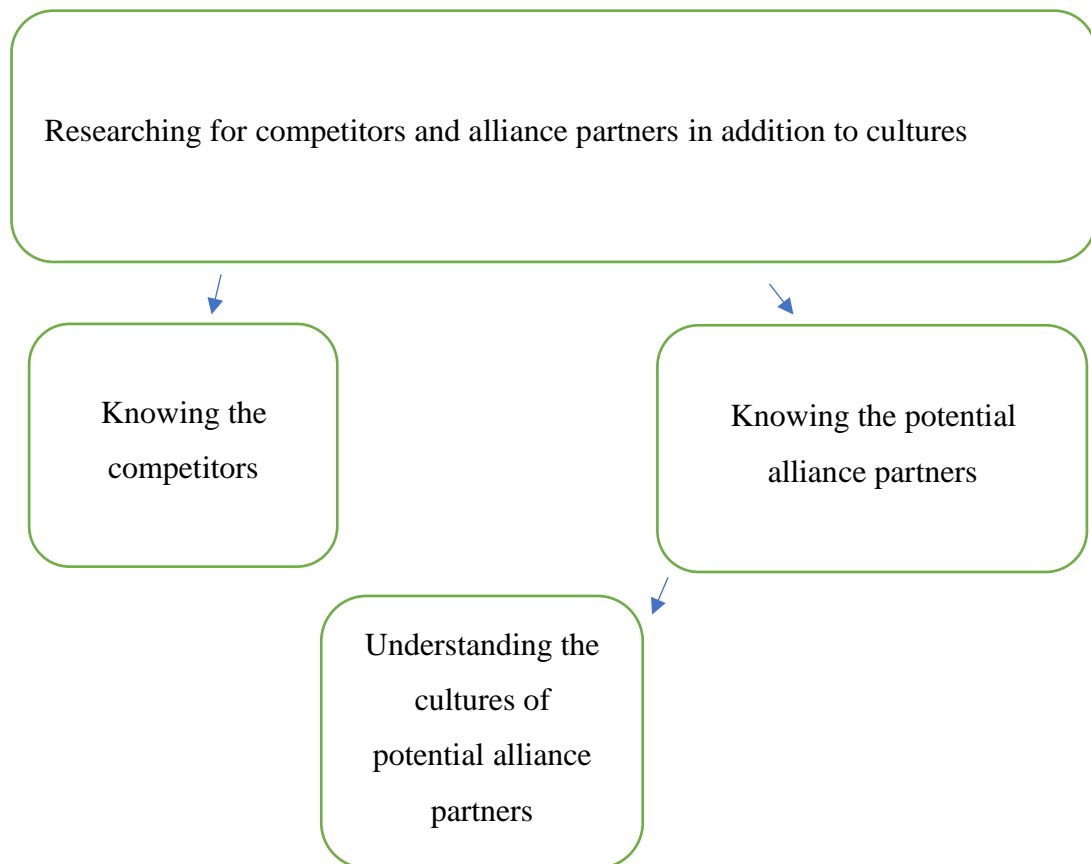 Researching for competitors and alliance partners in addition to cultures
Knowing the
competitors
Knowing the potential
alliance partners
Understanding the
cultures of
potential alliance
partners